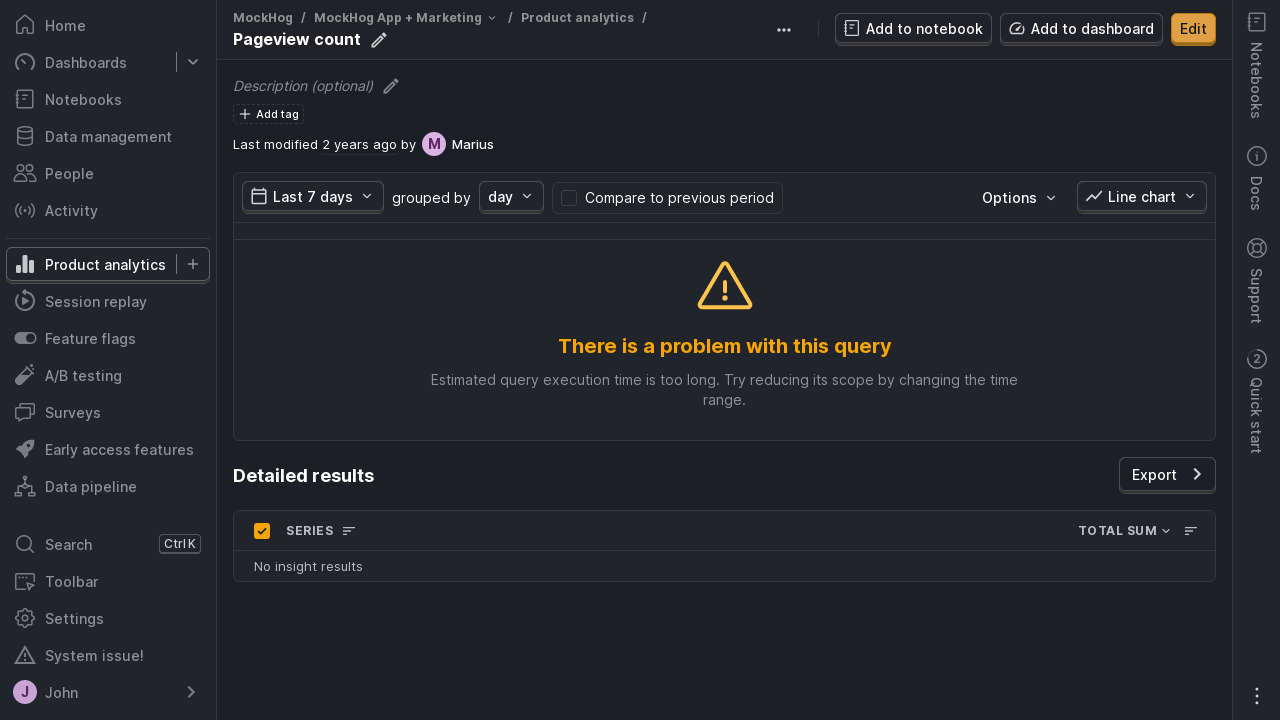 Home
Dashboards
Notebooks
Data management
People
Activity
Product analytics
Session replay
Feature flags
A/B testing
Surveys
Early access features
Data pipeline
Search Ctrl K
Toolbar
Settings
System issue!
J John
MockHog / MockHog App + Marketing / Product analytics /
Pageview count
Add to notebook
Add to dashboard
Edit
Description (optional)
Add tag
Last modified 2 years ago by M Marius
Last 7 days grouped by day Compare to previous period Options Line chart
There is a problem with this query
Estimated query execution time is too long. Try reducing its scope by changing the time
range.
Detailed results
Export
SERIES TOTAL SUM
No insight results
Notebooks
Docs
Support
2 Quick start